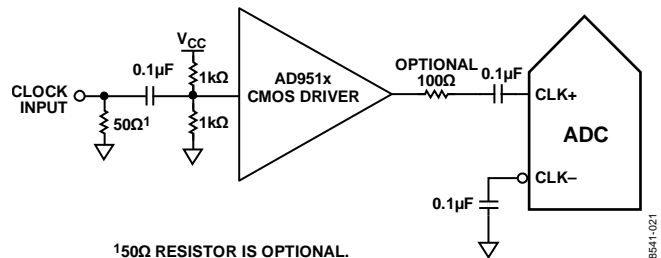 VCC
0.1µF
1kΩ
CLOCK
INPUT
50Ω¹
1kΩ
AD951x
CMOS DRIVER
OPTIONAL
100Ω
0.1µF
CLK+
ADC
CLK–
0.1µF
¹50Ω RESISTOR IS OPTIONAL.
8541-021